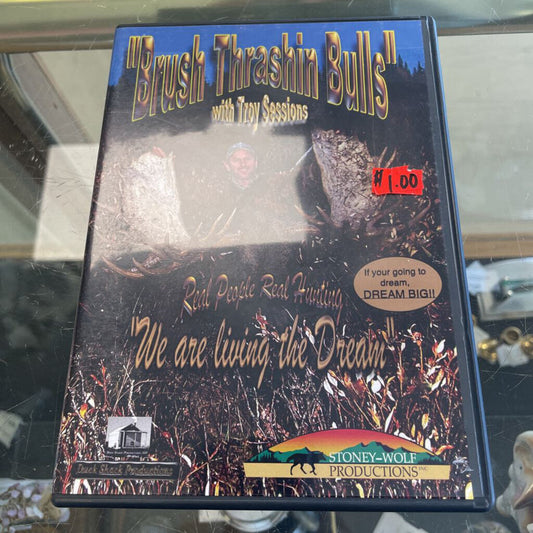 "Brush Thrashin Bulls"
with Troy Sessions
$1.00
If your going to
dream,
DREAM BIG!!
Real People Real Hunting
"We are living the Dream"
STONEY-WOLF
PRODUCTIONS INC
Duck Shack Productions